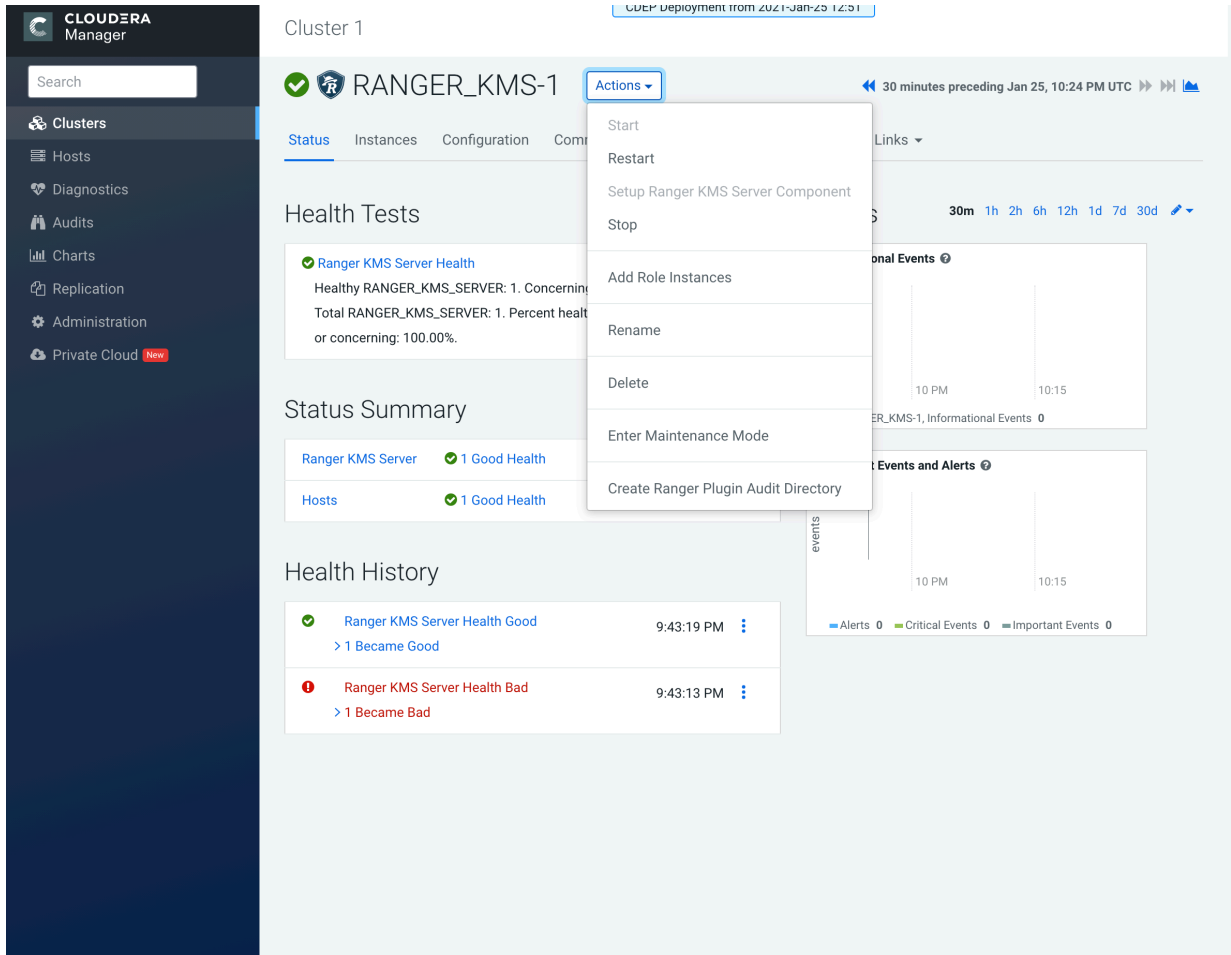 CLOUDERA
Manager
Search
Clusters
Hosts
Diagnostics
Audits
Charts
Replication
Administration
Private Cloud New
CDEP Deployment from 2021-Jan-25 12:51
Cluster 1
RANGER_KMS-1
Actions
30 minutes preceding Jan 25, 10:24 PM UTC
Status Instances Configuration Comm
Links
Start
Restart
Setup Ranger KMS Server Component
Stop
Add Role Instances
Rename
Delete
Enter Maintenance Mode
Create Ranger Plugin Audit Directory
Health Tests
Ranger KMS Server Health
Healthy RANGER_KMS_SERVER: 1. Concerning
Total RANGER_KMS_SERVER: 1. Percent healt
or concerning: 100.00%.
Status Summary
Ranger KMS Server 1 Good Health
Hosts 1 Good Health
Health History
Ranger KMS Server Health Good 9:43:19 PM
> 1 Became Good
Ranger KMS Server Health Bad 9:43:13 PM
> 1 Became Bad
s
30m 1h 2h 6h 12h 1d 7d 30d
onal Events
10 PM 10:15
ER_KMS-1, Informational Events 0
t Events and Alerts
events
10 PM 10:15
Alerts 0 Critical Events 0 Important Events 0